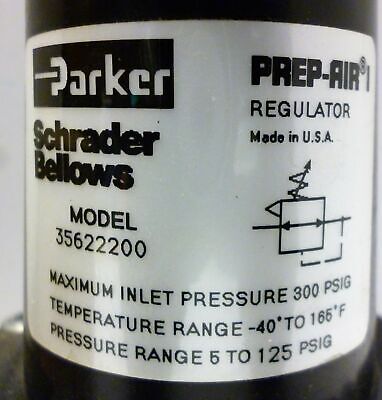 Parker
Schrader
Bellows
MODEL
35622200
PREP-AIR® I
REGULATOR
Made in U.S.A.
MAXIMUM INLET PRESSURE 300 PSIG
TEMPERATURE RANGE -40° TO 165°F
PRESSURE RANGE 5 TO 125 PSIG